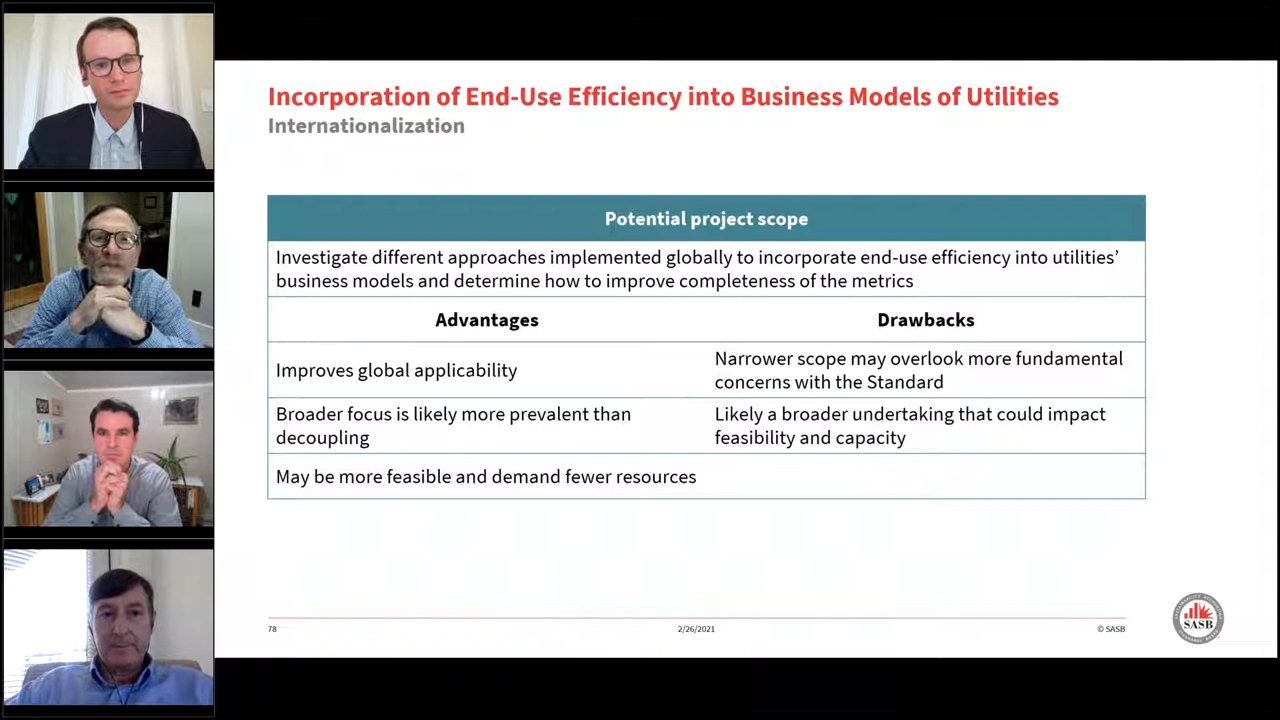 Incorporation of End-Use Efficiency into Business Models of Utilities
Internationalization
Potential project scope
Investigate different approaches implemented globally to incorporate end-use efficiency into utilities’
business models and determine how to improve completeness of the metrics
Advantages
Drawbacks
Improves global applicability
Narrower scope may overlook more fundamental
concerns with the Standard
Broader focus is likely more prevalent than
decoupling
Likely a broader undertaking that could impact
feasibility and capacity
May be more feasible and demand fewer resources
78
2/26/2021
© SASB
SASB